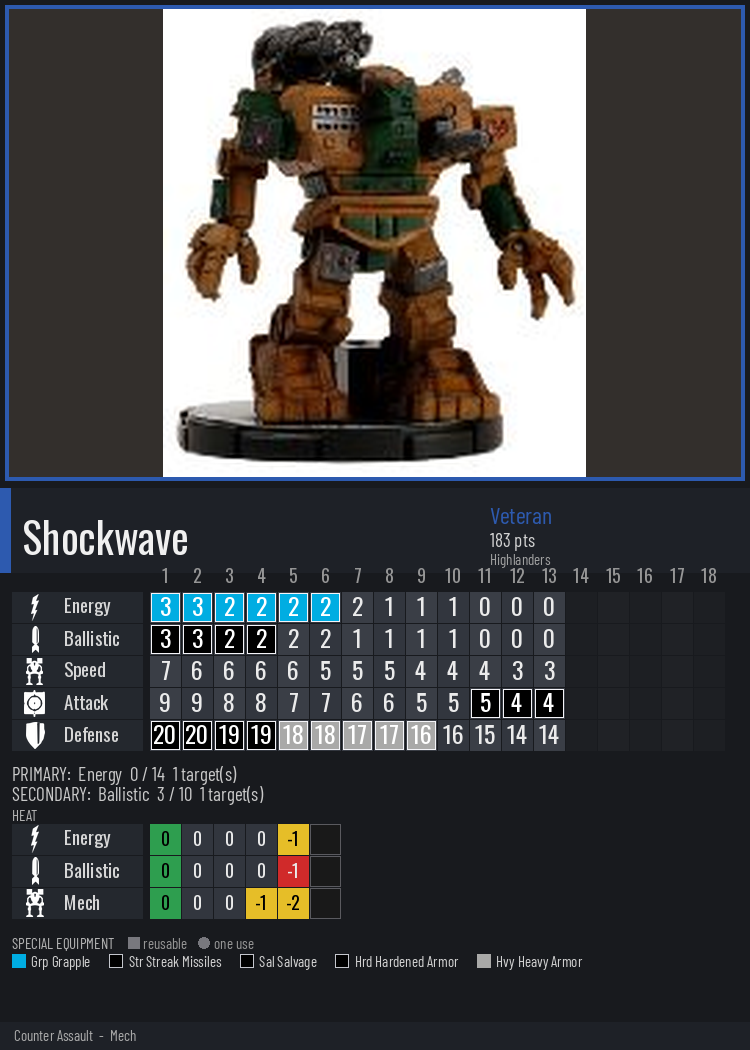 Shockwave
Veteran
183 pts
Highlanders
1 2 3 4 5 6 7 8 9 10 11 12 13 14 15 16 17 18
Energy 3 3 2 2 2 2 2 1 1 1 0 0 0
Ballistic 3 3 2 2 2 2 1 1 1 1 0 0 0
Speed 7 6 6 6 6 5 5 5 4 4 4 3 3
Attack 9 9 8 8 7 7 6 6 5 5 5 4 4
Defense 20 20 19 19 18 18 17 17 16 16 15 14 14
PRIMARY: Energy 0 / 14 1 target(s)
SECONDARY: Ballistic 3 / 10 1 target(s)
HEAT
Energy 0 0 0 0 -1
Ballistic 0 0 0 0 -1
Mech 0 0 0 -1 -2
SPECIAL EQUIPMENT reusable one use
Grp Grapple Str Streak Missiles Sal Salvage Hrd Hardened Armor Hvy Heavy Armor
Counter Assault - Mech